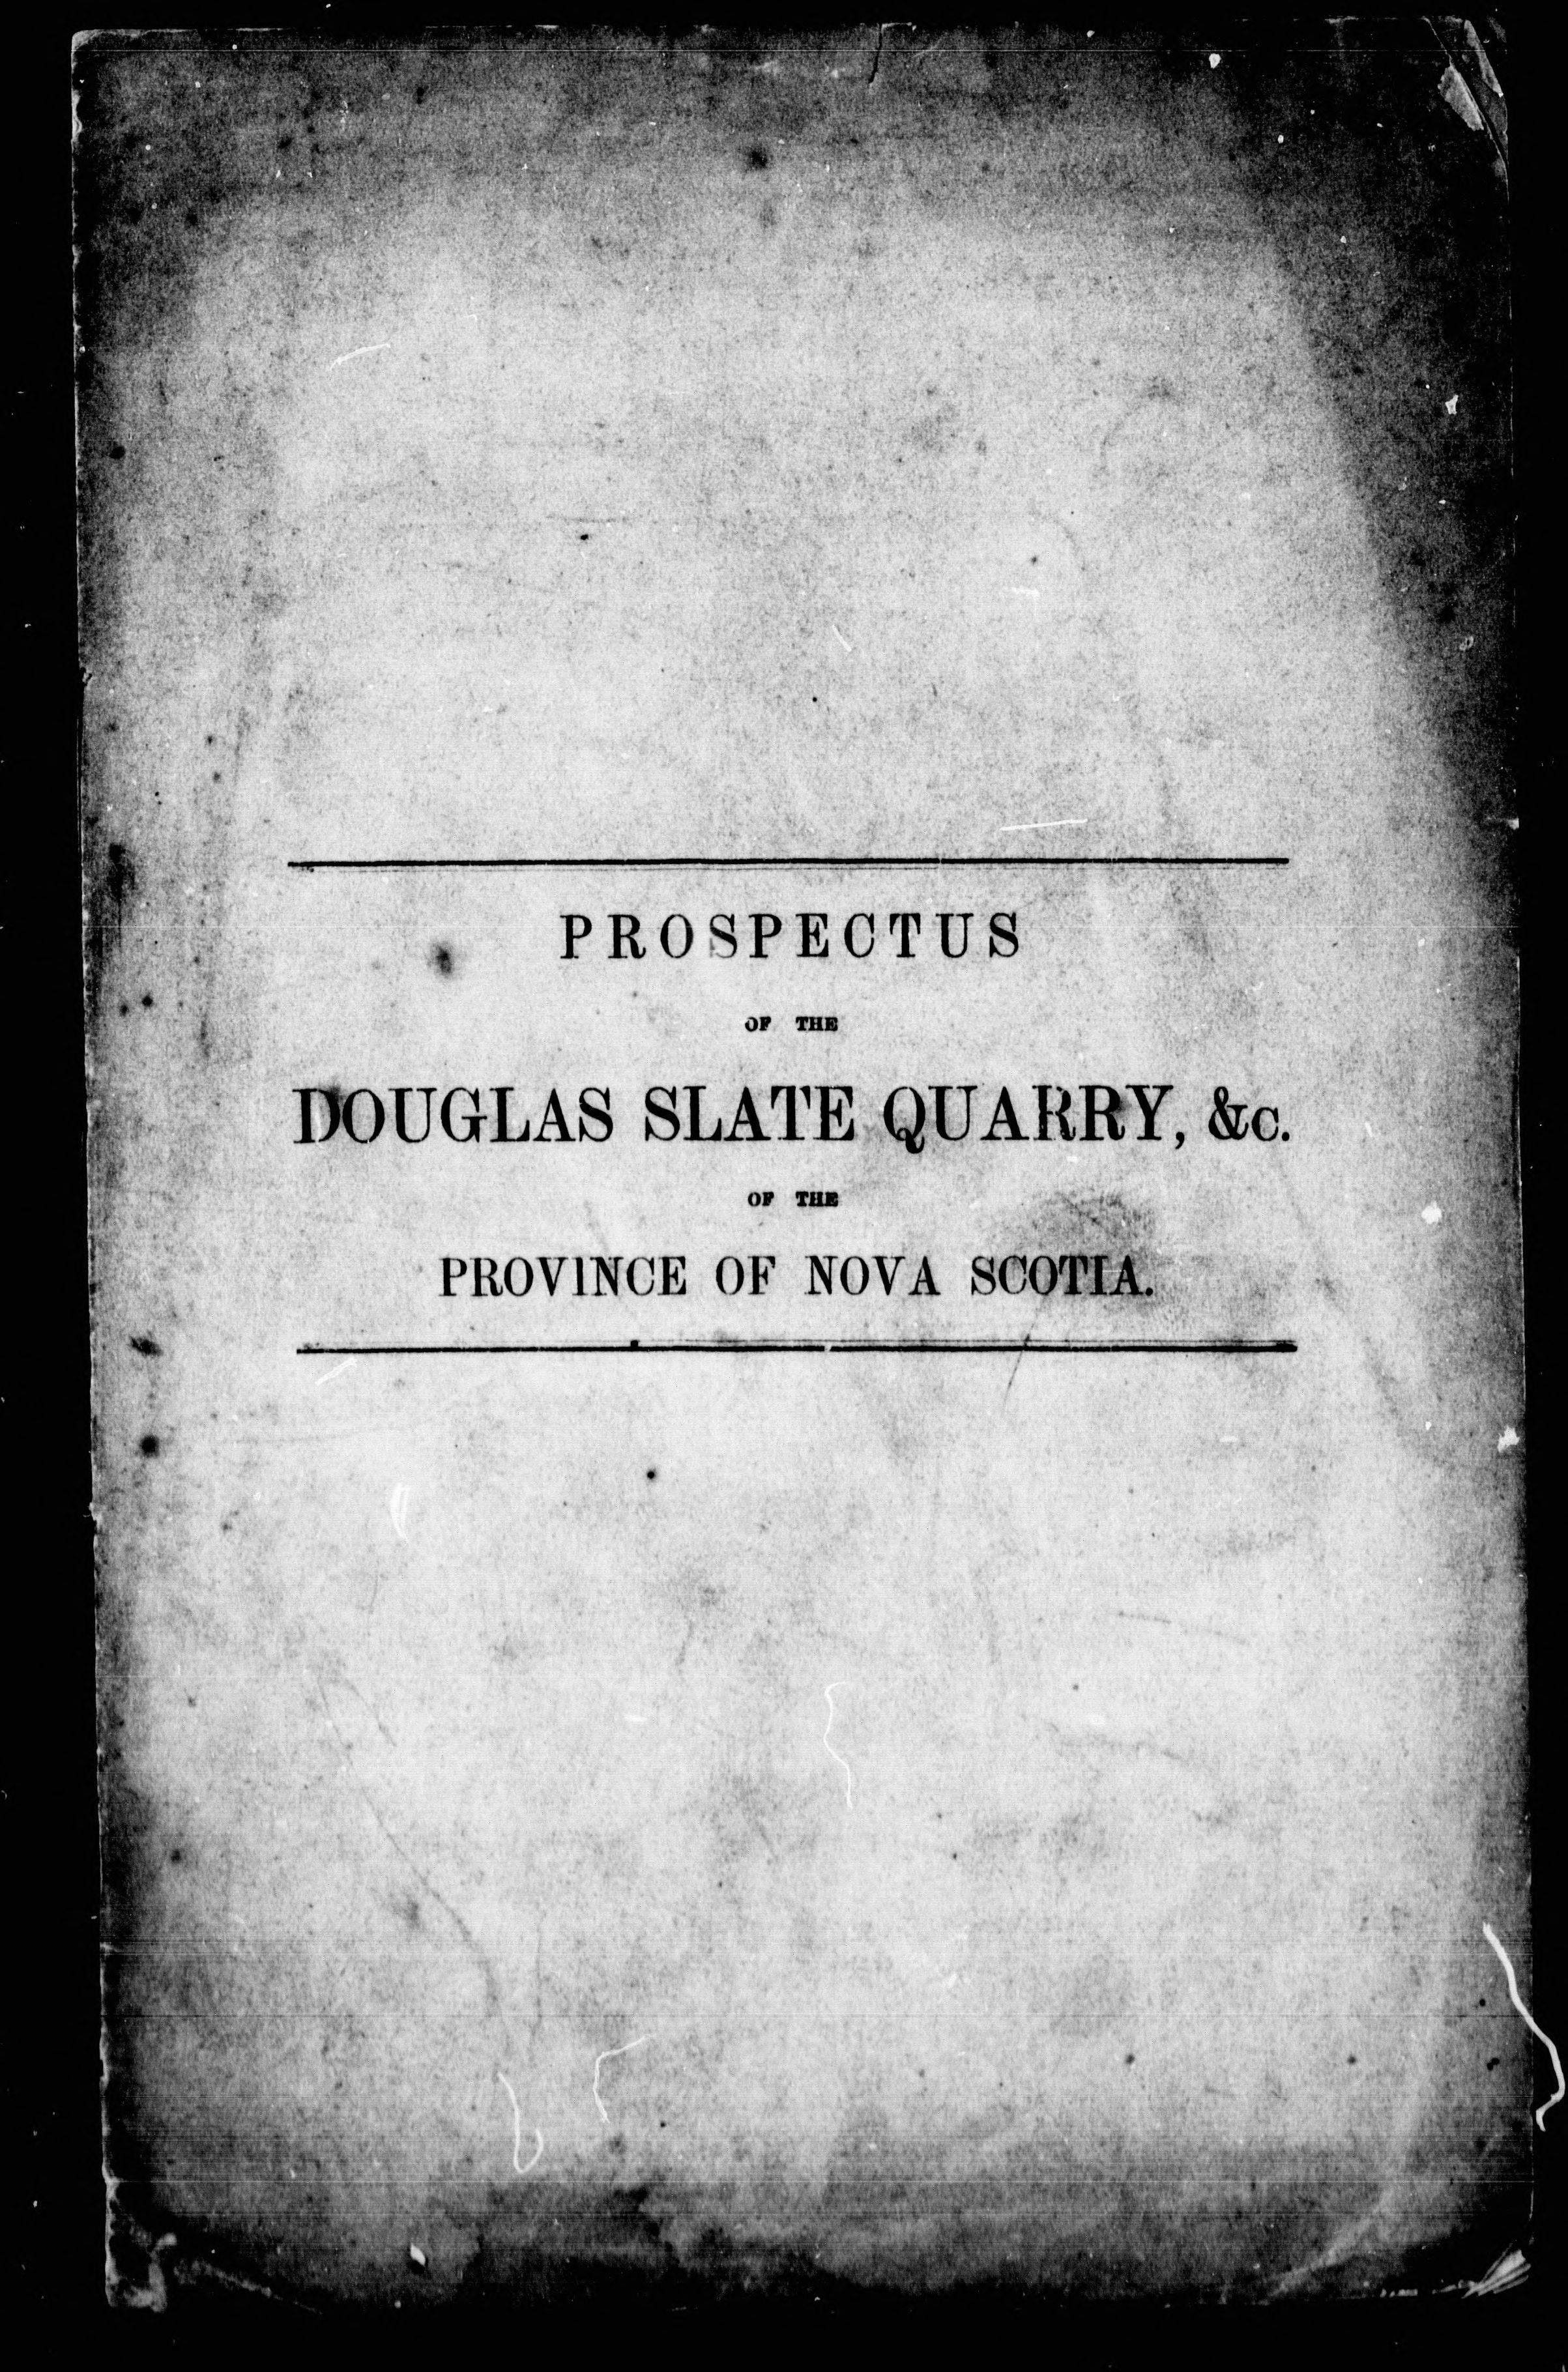 PROSPECTUS
OF THE
DOUGLAS SLATE QUARRY, &c.
OF THE
PROVINCE OF NOVA SCOTIA.